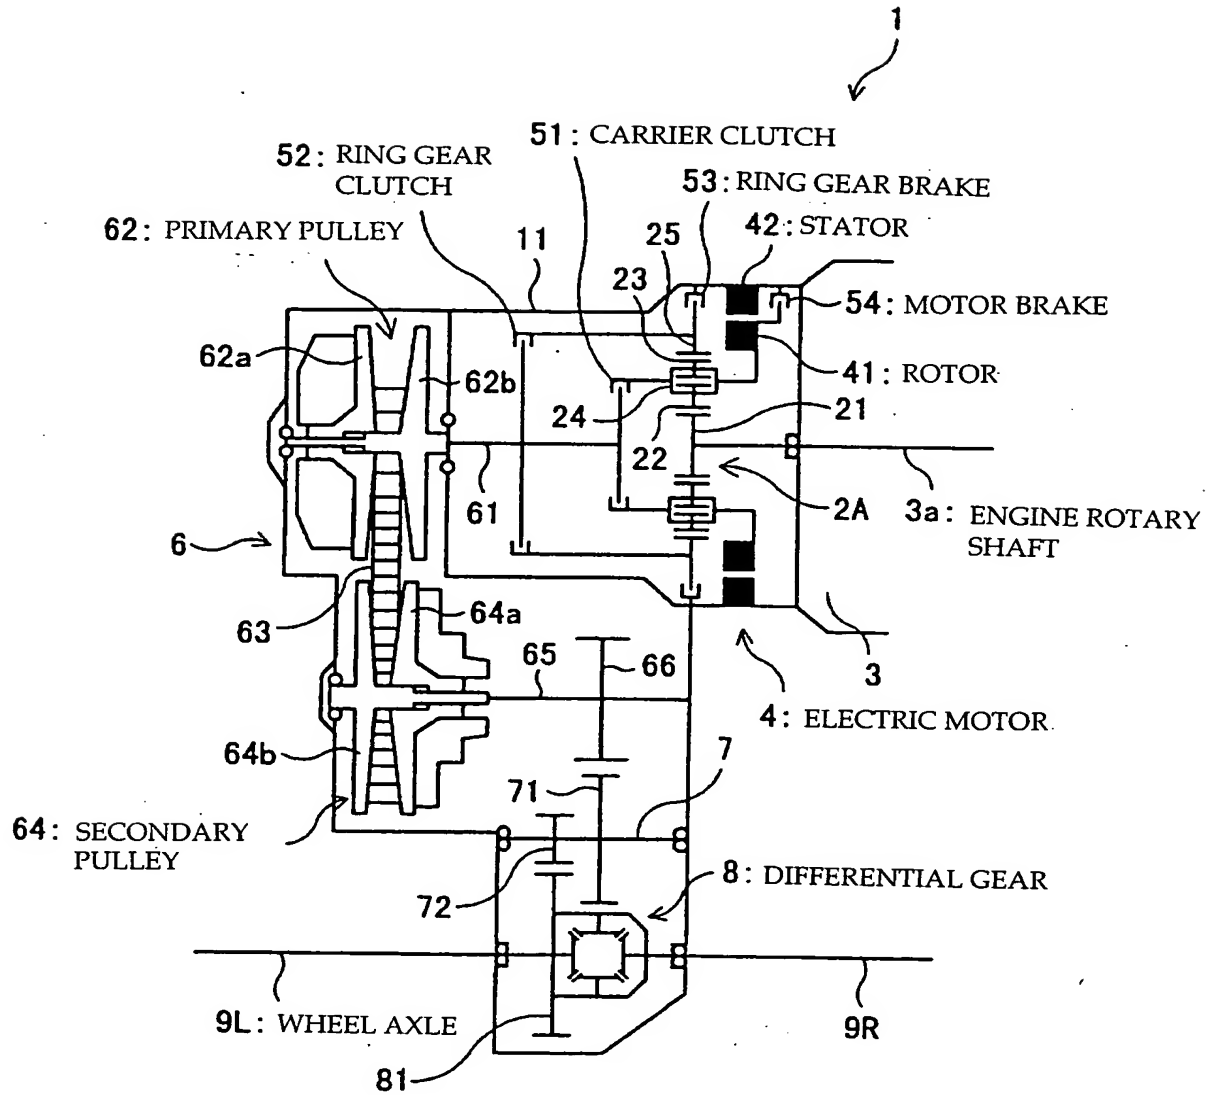 1
51: CARRIER CLUTCH
52: RING GEAR
CLUTCH
53: RING GEAR BRAKE
62: PRIMARY PULLEY
42: STATOR
11
25
23
54: MOTOR BRAKE
62a
62b
41: ROTOR
24
22
21
61
2A
3a: ENGINE ROTARY
SHAFT
6
63
64a
65
66
3
4: ELECTRIC MOTOR
64b
7
71
64: SECONDARY
PULLEY
72
8: DIFFERENTIAL GEAR
9L: WHEEL AXLE
9R
81